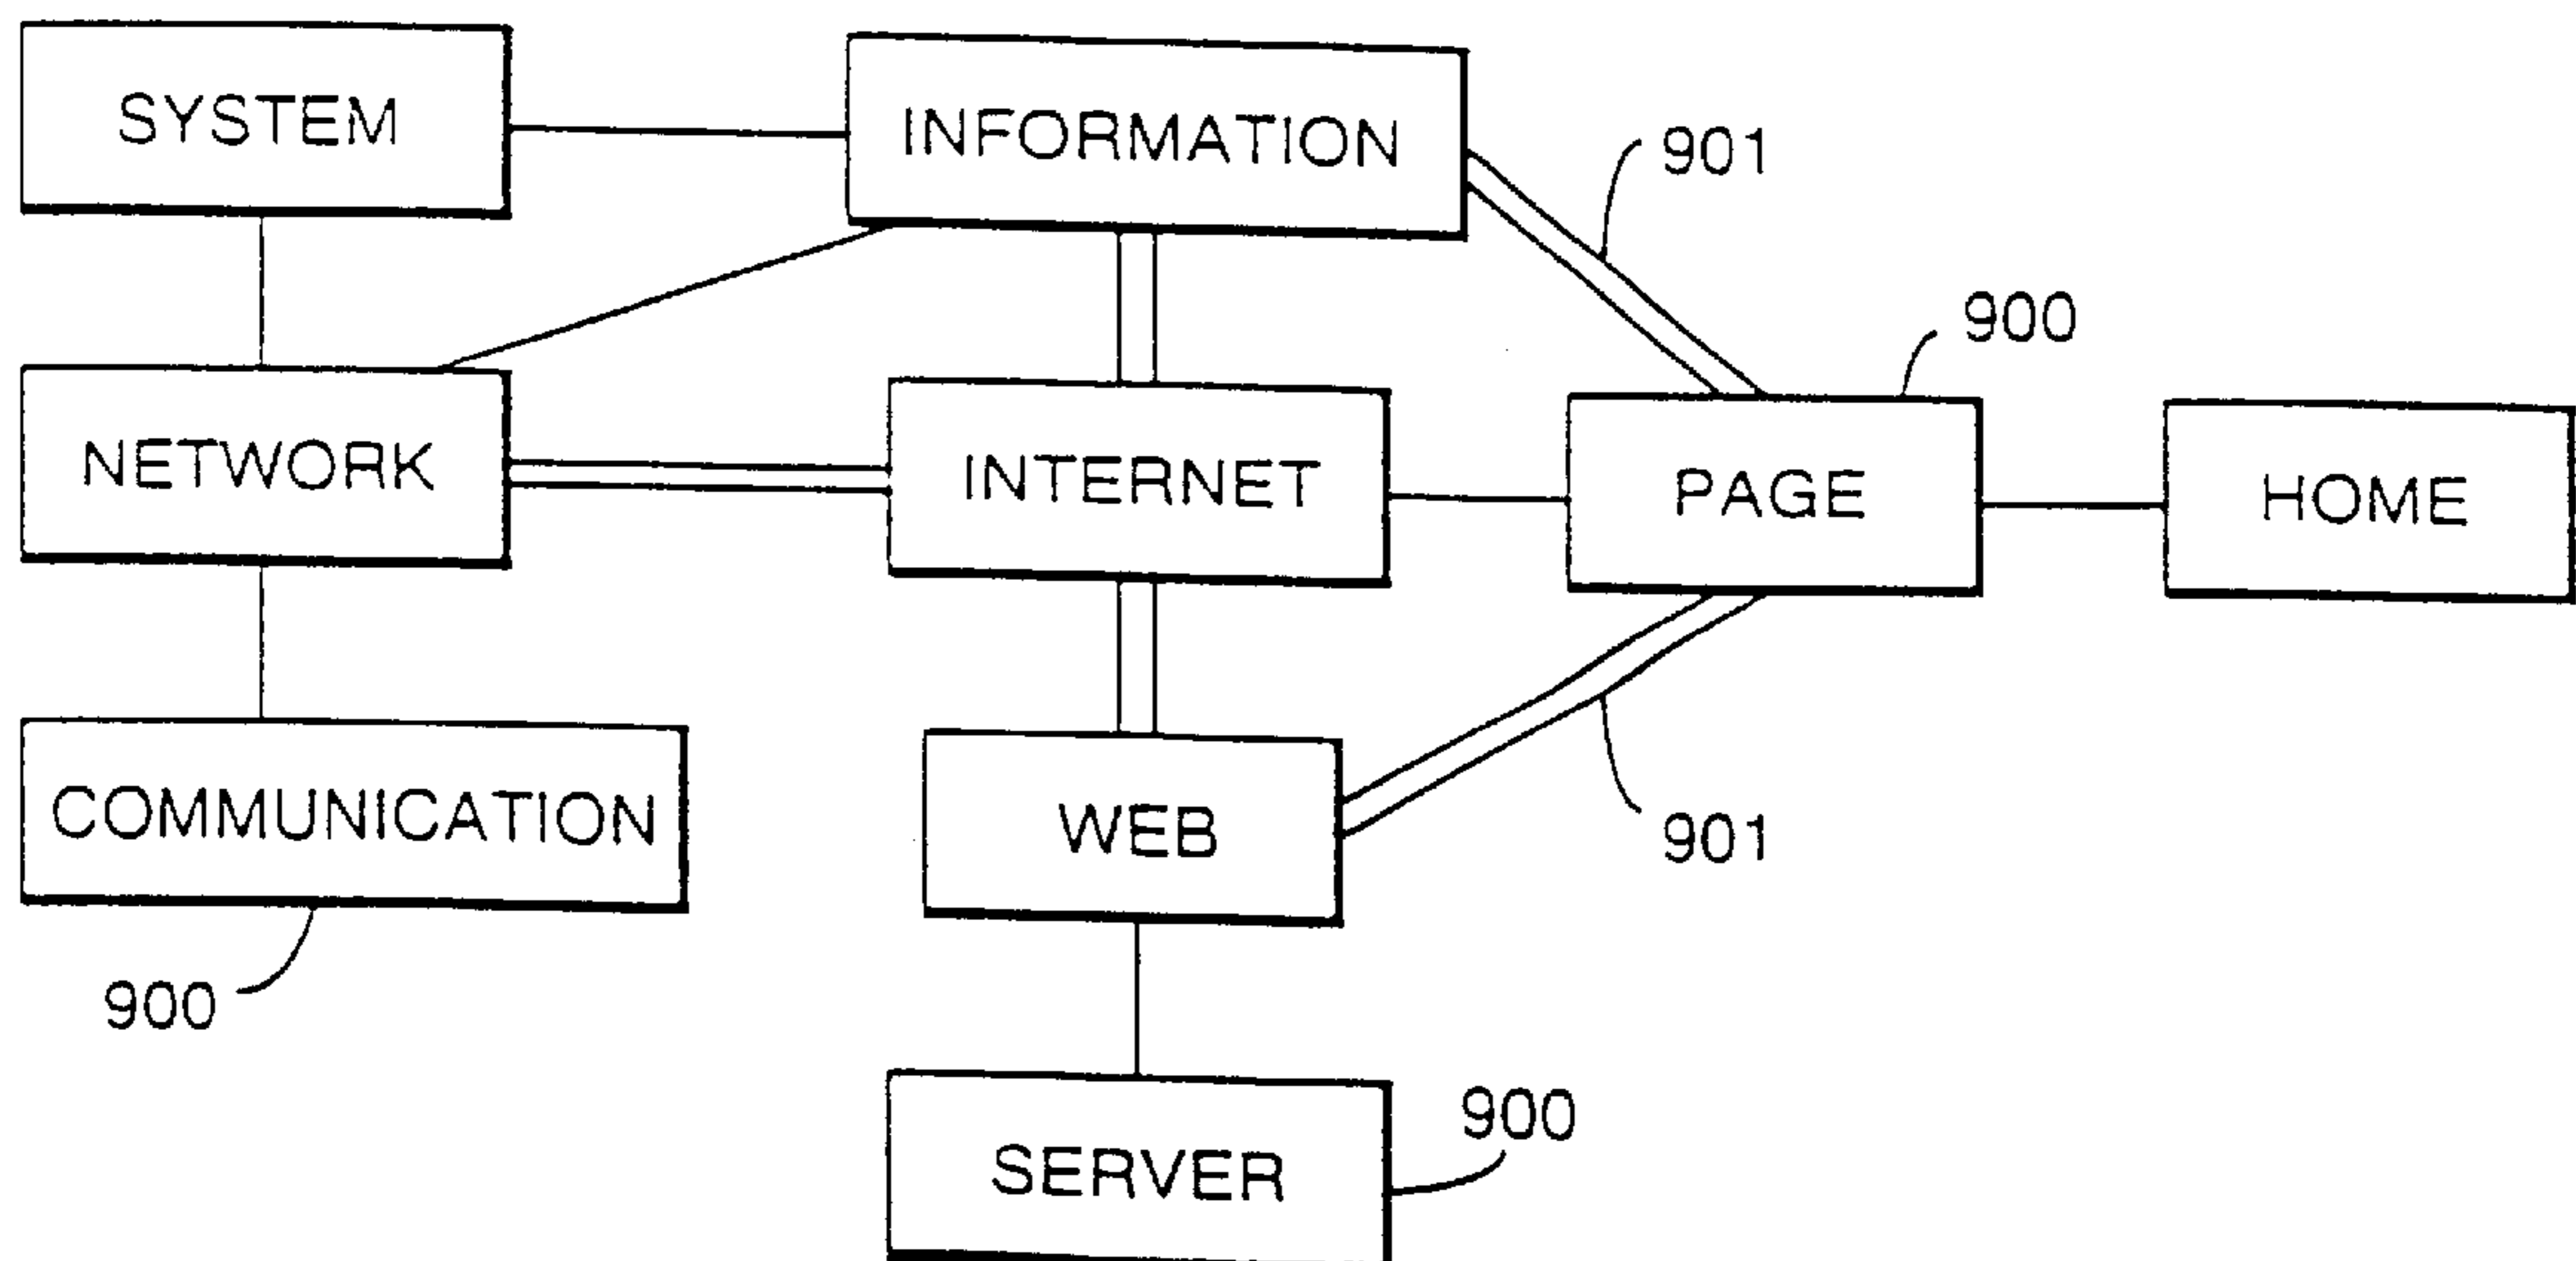 SYSTEM
INFORMATION
901
900
NETWORK
INTERNET
PAGE
HOME
COMMUNICATION
WEB
901
900
SERVER
900